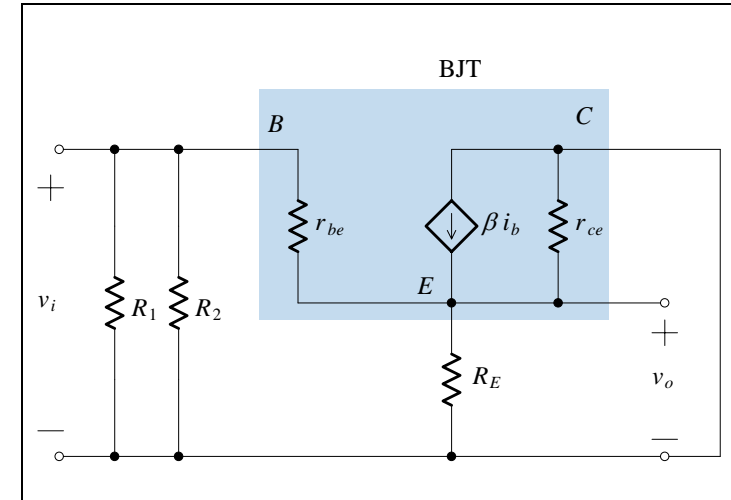 BJT
B
C
r_be
β i_b
r_ce
E
+
v_i
R_1
R_2
+
R_E
v_o
—
—